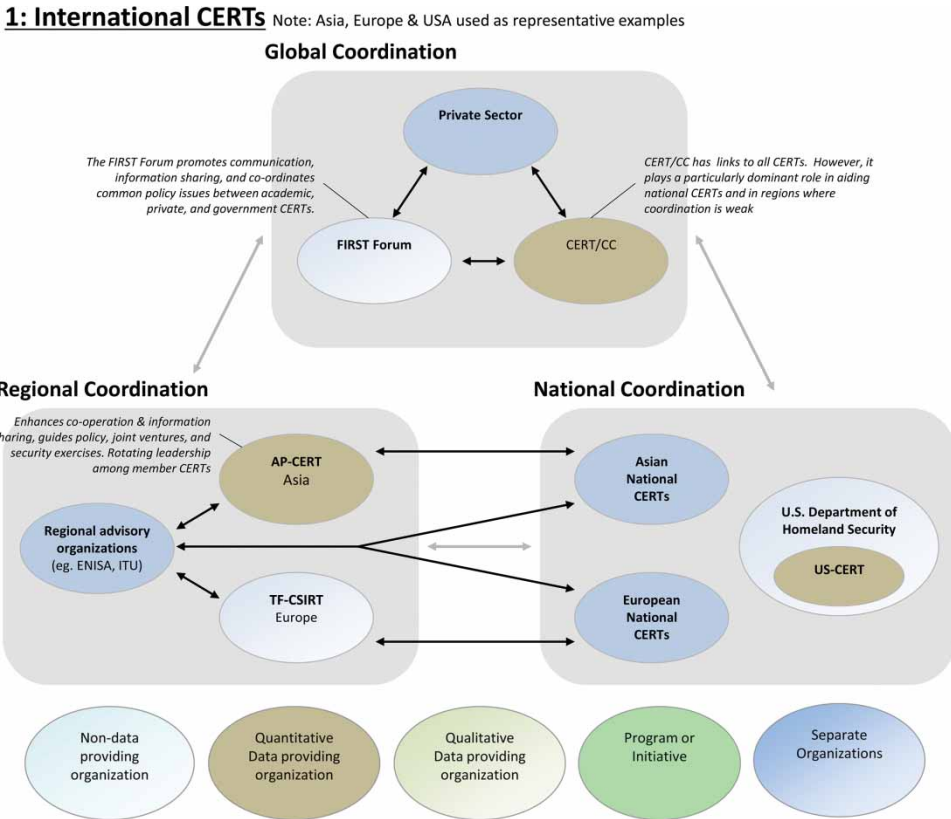 1: International CERTs Note: Asia, Europe & USA used as representative examples
Global Coordination
Private Sector
The FIRST Forum promotes communication,
information sharing, and co-ordinates
common policy issues between academic,
private, and government CERTs.
CERT/CC has links to all CERTs. However, it
plays a particularly dominant role in aiding
national CERTs and in regions where
coordination is weak
FIRST Forum
CERT/CC
Regional Coordination
Enhances co-operation & information
haring, guides policy, joint ventures, and
security exercises. Rotating leadership
among member CERTs
AP-CERT
Asia
Regional advisory
organizations
(eg. ENISA, ITU)
TF-CSIRT
Europe
National Coordination
Asian
National
CERTs
European
National
CERTs
U.S. Department of
Homeland Security
US-CERT
Non-data
providing
organization
Quantitative
Data providing
organization
Qualitative
Data providing
organization
Program or
Initiative
Separate
Organizations